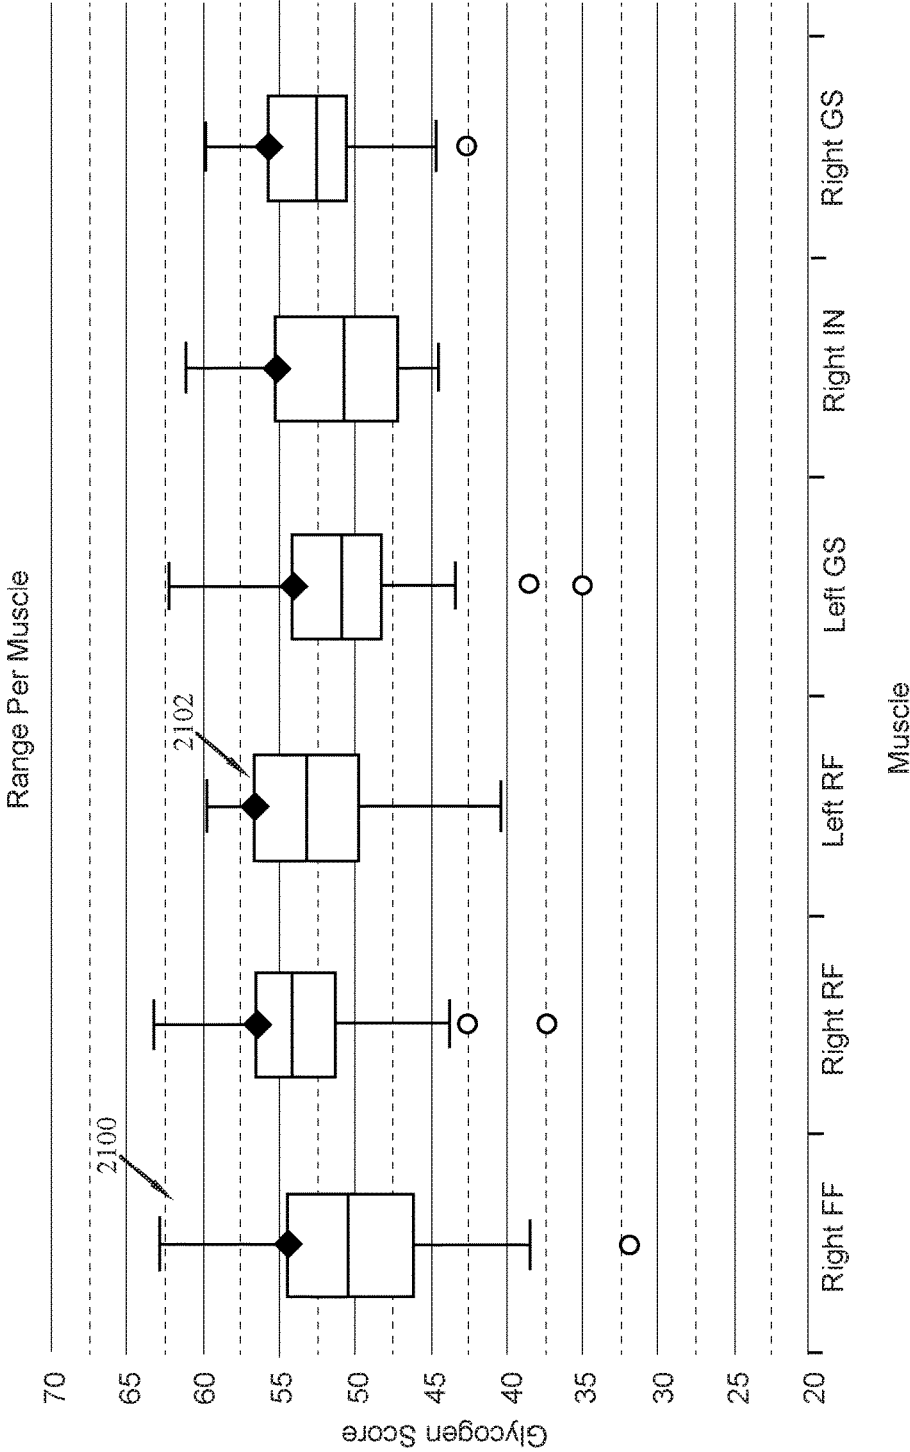 Range Per Muscle
Glycogen Score
70
65
60
55
50
45
40
35
30
25
20
2100
2102
Right FF
Right RF
Left RF
Left GS
Right IN
Right GS
Muscle